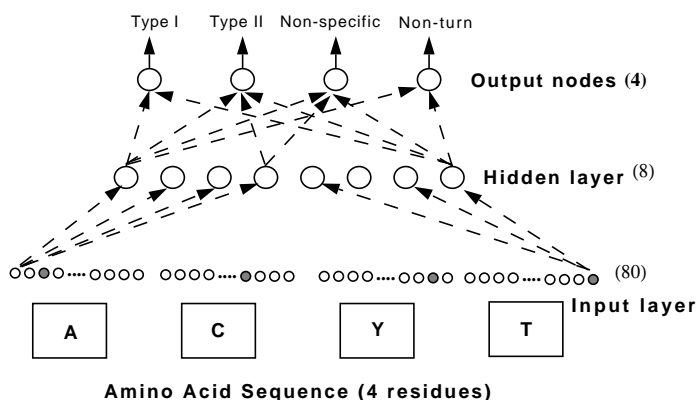 Type I Type II Non-specific Non-turn
Output nodes (4)
Hidden layer (8)
(80)
Input layer
A C Y T
Amino Acid Sequence (4 residues)